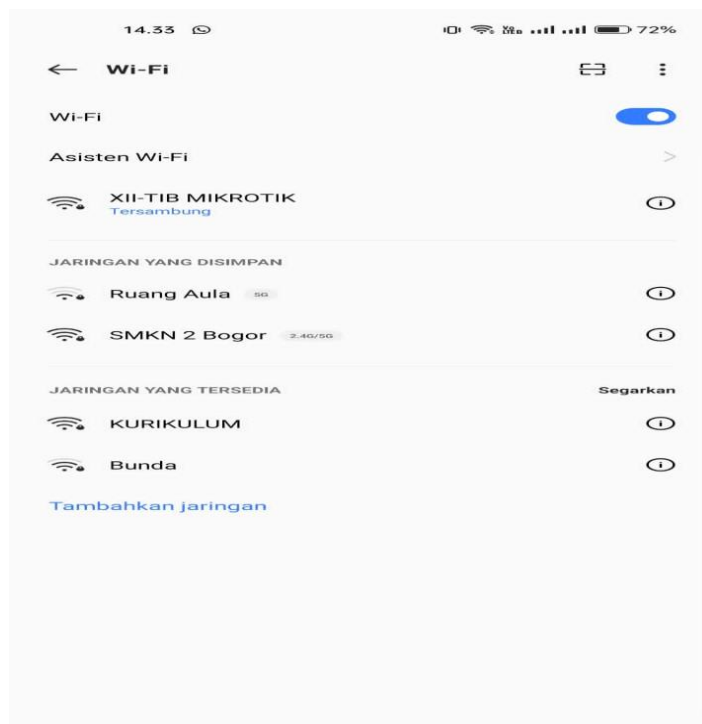 14.33 72%
Wi-Fi
Wi-Fi
Asisten Wi-Fi
XII-TIB MIKROTIK
Tersambung
JARINGAN YANG DISIMPAN
Ruang Aula 5G
SMKN 2 Bogor 2.4G/5G
JARINGAN YANG TERSEDIA Segarkan
KURIKULUM
Bunda
Tambahkan jaringan